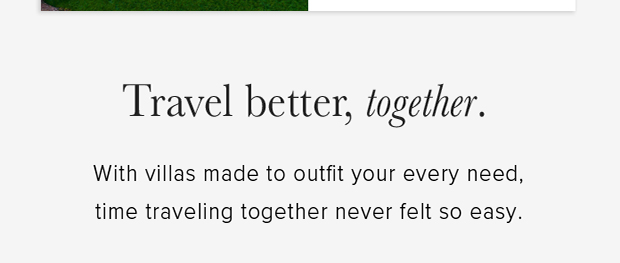 Travel better, together.
With villas made to outfit your every need,
time traveling together never felt so easy.